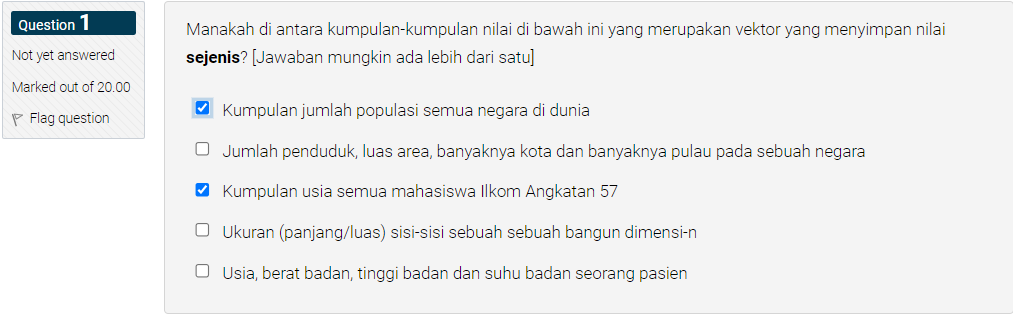 Question 1
Not yet answered
Marked out of 20.00
Flag question
Manakah di antara kumpulan-kumpulan nilai di bawah ini yang merupakan vektor yang menyimpan nilai
sejenis? [Jawaban mungkin ada lebih dari satu]
Kumpulan jumlah populasi semua negara di dunia
Jumlah penduduk, luas area, banyaknya kota dan banyaknya pulau pada sebuah negara
Kumpulan usia semua mahasiswa Ilkom Angkatan 57
Ukuran (panjang/luas) sisi-sisi sebuah sebuah bangun dimensi-n
Usia, berat badan, tinggi badan dan suhu badan seorang pasien